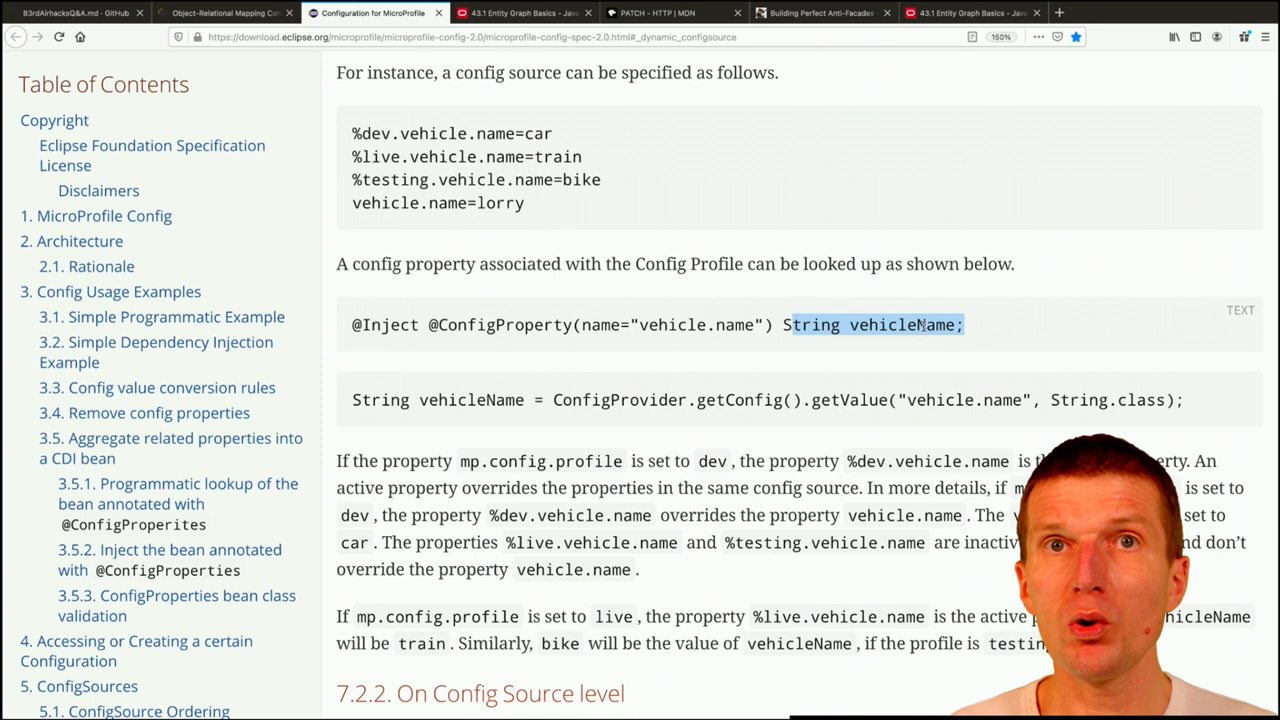 83rdAirhacksQ&A.md · GitHub
Object-Relational Mapping Con
Configuration for MicroProfile
43.1 Entity Graph Basics - Java
PATCH - HTTP | MDN
Building Perfect Anti-Facades -
43.1 Entity Graph Basics - Java
https://download.eclipse.org/microprofile/microprofile-config-2.0/microprofile-config-spec-2.0.html#_dynamic_configsource
150%
Table of Contents
Copyright
Eclipse Foundation Specification
License
Disclaimers
1. MicroProfile Config
2. Architecture
2.1. Rationale
3. Config Usage Examples
3.1. Simple Programmatic Example
3.2. Simple Dependency Injection
Example
3.3. Config value conversion rules
3.4. Remove config properties
3.5. Aggregate related properties into
a CDI bean
3.5.1. Programmatic lookup of the
bean annotated with
@ConfigProperites
3.5.2. Inject the bean annotated
with @ConfigProperties
3.5.3. ConfigProperties bean class
validation
4. Accessing or Creating a certain
Configuration
5. ConfigSources
5.1. ConfigSource Ordering
For instance, a config source can be specified as follows.
%dev.vehicle.name=car
%live.vehicle.name=train
%testing.vehicle.name=bike
vehicle.name=lorry
A config property associated with the Config Profile can be looked up as shown below.
TEXT
@Inject @ConfigProperty(name="vehicle.name") String vehicleName;
String vehicleName = ConfigProvider.getConfig().getValue("vehicle.name", String.class);
If the property mp.config.profile is set to dev, the property %dev.vehicle.name is erty. An
active property overrides the properties in the same config source. In more details, if is set to
dev, the property %dev.vehicle.name overrides the property vehicle.name. The set to
car. The properties %live.vehicle.name and %testing.vehicle.name are nd don't
override the property vehicle.name.
If mp.config.profile is set to live, the property %live.vehicle.name is the active hicleName
will be train. Similarly, bike will be the value of vehicleName, if the profile is
7.2.2. On Config Source level